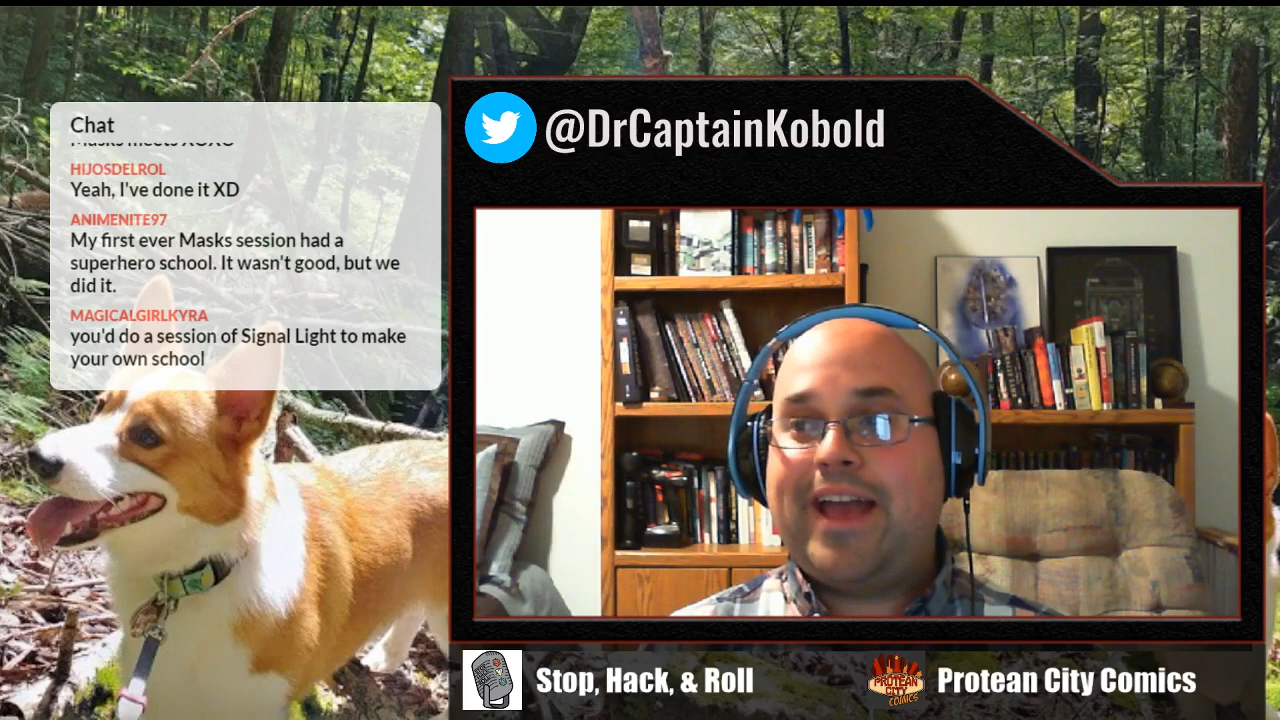 Chat
HIJOSDELROL
Yeah, I've done it XD
ANIMENITE97
My first ever Masks session had a
superhero school. It wasn't good, but we
did it.
MAGICALGIRLKYRA
you'd do a session of Signal Light to make
your own school
@DrCaptainKobold
Stop, Hack, & Roll
PROTEAN
CITY
COMICS
Protean City Comics